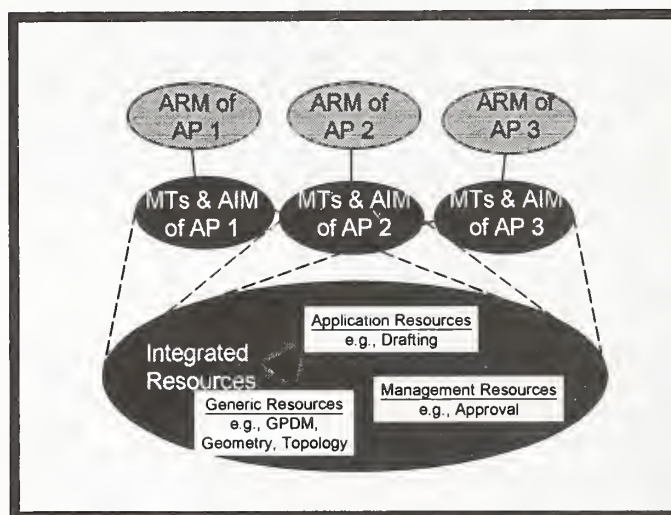 ARM of
AP 1
ARM of
AP 2
ARM of
AP 3
MTs & AIM
of AP 1
MTs & AIM
of AP 2
MTs & AIM
of AP 3
Integrated
Resources
Application Resources
e.g., Drafting
Generic Resources
e.g., GPDM,
Geometry, Topology
Management Resources
e.g., Approval